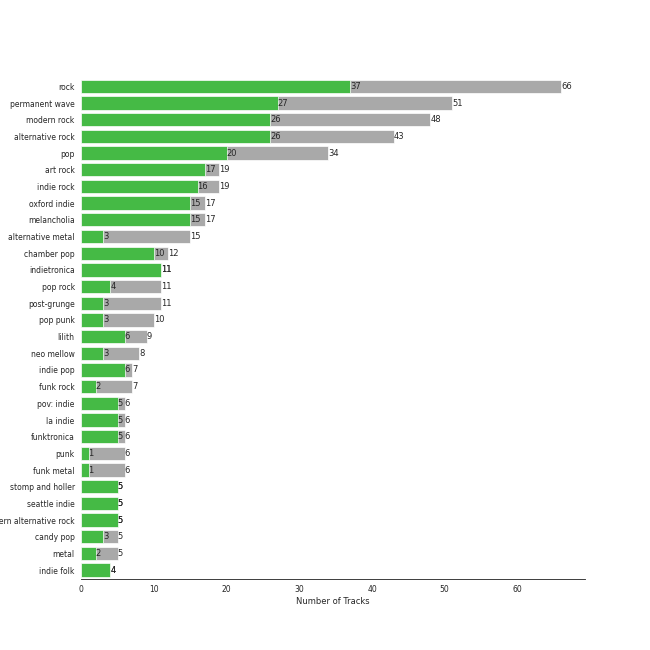 rock 37 66
permanent wave 27 51
modern rock 26 48
alternative rock 26 43
pop 20 34
art rock 17 19
indie rock 16 19
oxford indie 15 17
melancholia 15 17
alternative metal 3 15
chamber pop 10 12
indietronica 11
pop rock 4 11
post-grunge 3 11
pop punk 3 10
lilith 6 9
neo mellow 3 8
indie pop 6 7
funk rock 2 7
pov: indie 5 6
la indie 5 6
funktronica 5 6
punk 1 6
funk metal 1 6
stomp and holler 5
seattle indie 5
ern alternative rock 5
candy pop 3 5
metal 2 5
indie folk 4
0 10 20 30 40 50 60
Number of Tracks